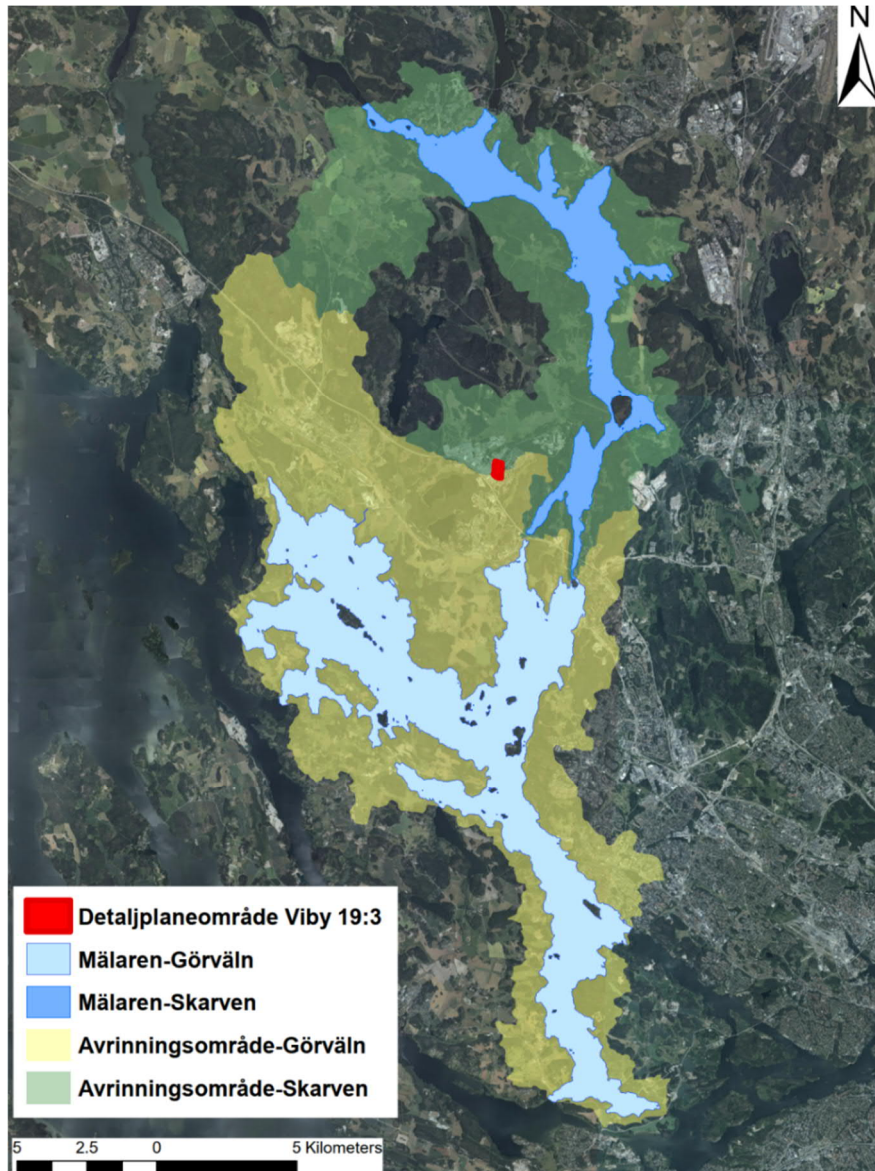 N
Detaljplaneområde Viby 19:3
Mälaren-Görväln
Mälaren-Skarven
Avrinningsområde-Görväln
Avrinningsområde-Skarven
5 2.5 0 5 Kilometers